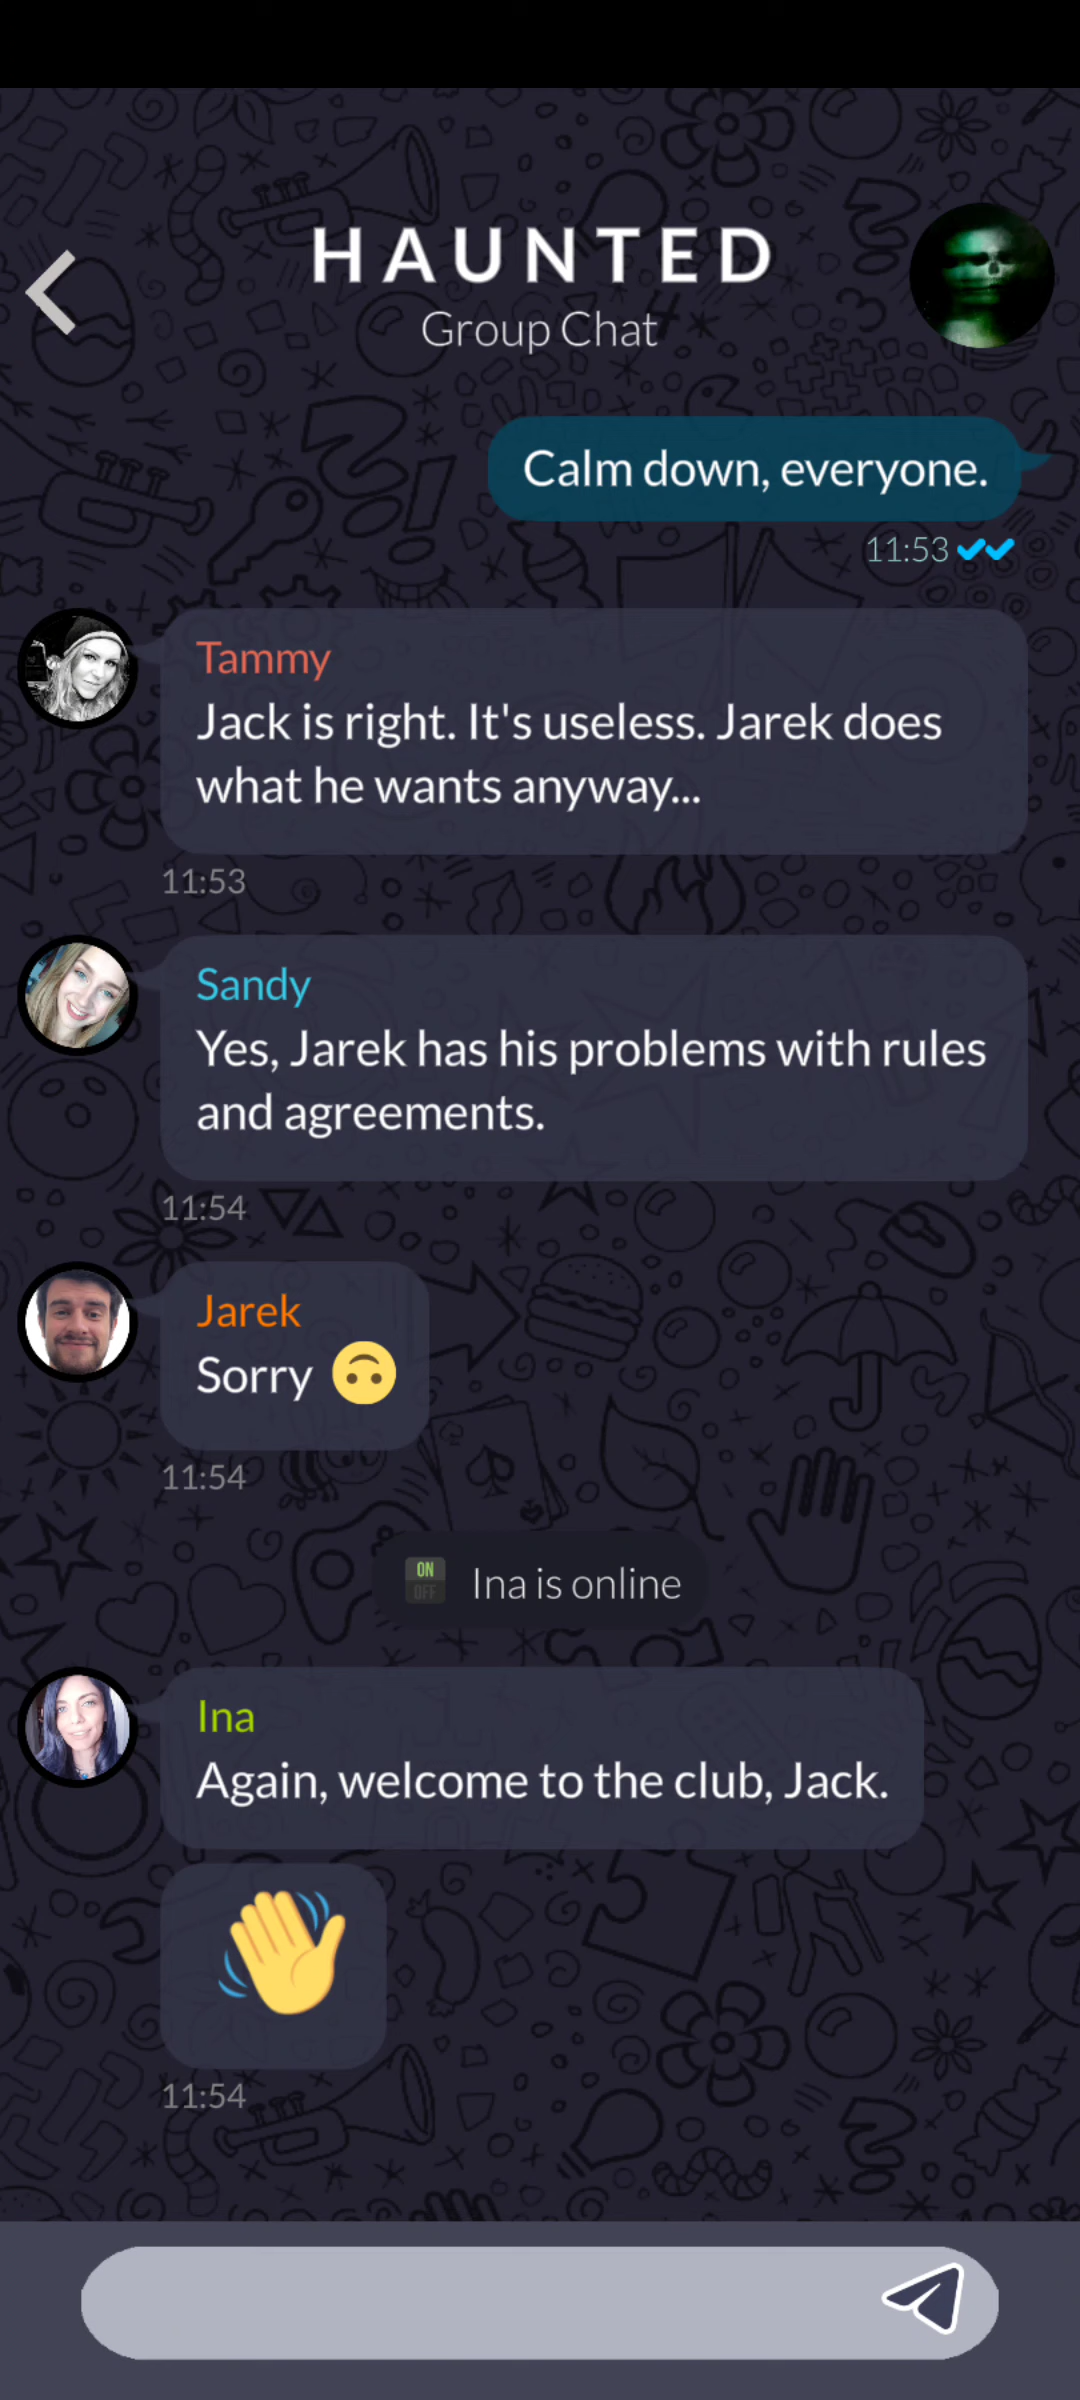 HAUNTED
Group Chat
Calm down, everyone.
11:53
Tammy
Jack is right. It's useless. Jarek does
what he wants anyway...
11:53
Sandy
Yes, Jarek has his problems with rules
and agreements.
11:54
Jarek
Sorry 🙃
11:54
ON
OFF
Ina is online
Ina
Again, welcome to the club, Jack.
👋
11:54